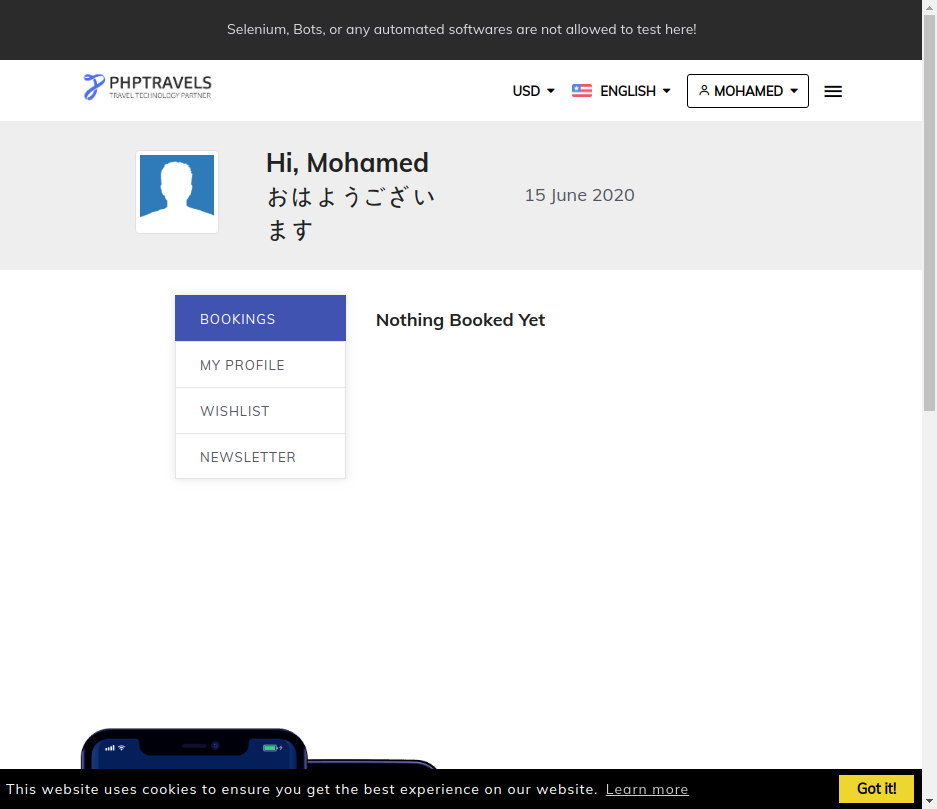 Selenium, Bots, or any automated softwares are not allowed to test here!
PHPTRAVELS
TRAVEL TECHNOLOGY PARTNER
USD
ENGLISH
MOHAMED
Hi, Mohamed
おはようござい
ます
15 June 2020
BOOKINGS
Nothing Booked Yet
MY PROFILE
WISHLIST
NEWSLETTER
This website uses cookies to ensure you get the best experience on our website. Learn more
Got it!